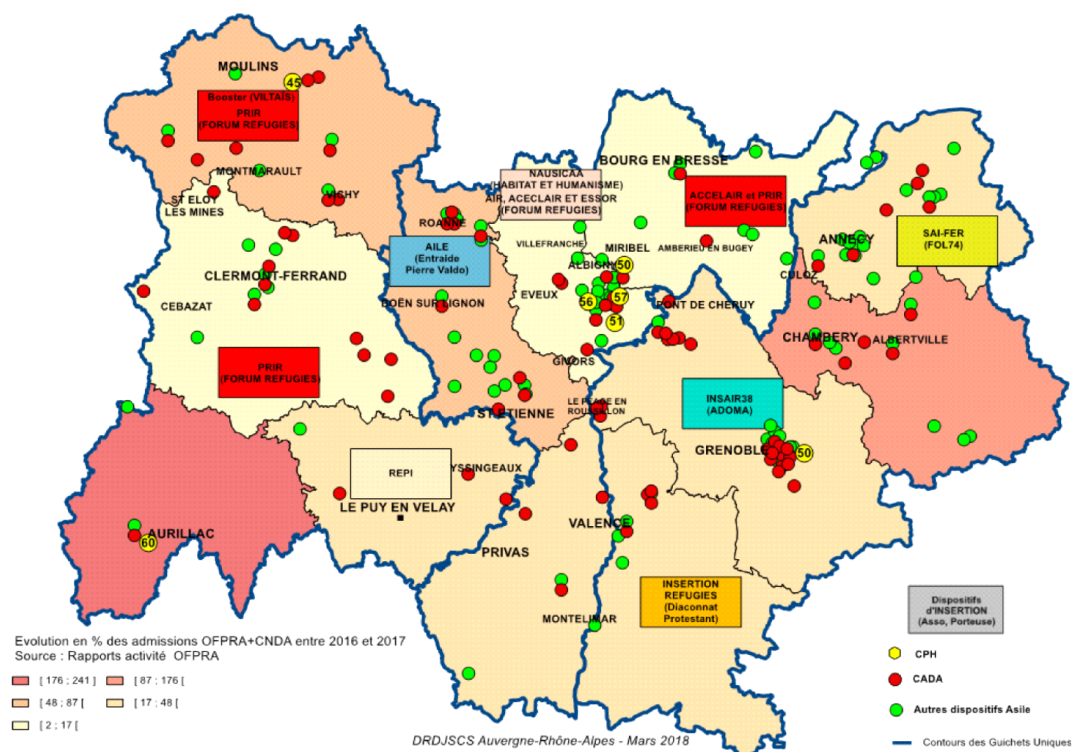 MOULINS
45
Booster (VILTAIS)
PRIR
(FORUM REFUGIES)
MONTMARAULT
ST ELOY
LES MINES
VICHY
ROANNE
NAUSICAA
(HABITAT ET HUMANISME)
AIR, ACECLAIR ET ESSOR
(FORUM REFUGIES)
BOURG EN BRESSE
ACCELAIR et PRIR
(FORUM REFUGIES)
AMBERIEU EN BUGEY
SAI-FER
(FOL74)
ANNECY
CULOZ
AILE
(Entraide
Pierre Valdo)
VILLEFRANCHE
MIRIBEL
ALBIGNY
50
EVEUX
56
57
51
PONT DE CHERUY
CLERMONT-FERRAND
CEBAZAT
BOËN SUR LIGNON
CHAMBERY
ALBERTVILLE
GIVORS
PRIR
(FORUM REFUGIES)
ST ETIENNE
LE PEAGE EN
ROUSSILLON
INSAIR38
(ADOMA)
GRENOBLE
50
REPI
YSSINGEAUX
LE PUY EN VELAY
AURILLAC
60
VALENCE
PRIVAS
MONTELIMAR
INSERTION
REFUGIES
(Diaconnat
Protestant)
Dispositifs
d'INSERTION
(Asso, Porteuse)
CPH
CADA
Autres dispositifs Asile
Contours des Guichets Uniques
Evolution en % des admissions OFPRA+CNDA entre 2016 et 2017
Source : Rapports activité OFPRA
[ 176 ; 241 ] [ 87 ; 176 [
[ 48 ; 87 [ [ 17 ; 48 [
[ 2 ; 17 [
DRDJSCS Auvergne-Rhône-Alpes - Mars 2018